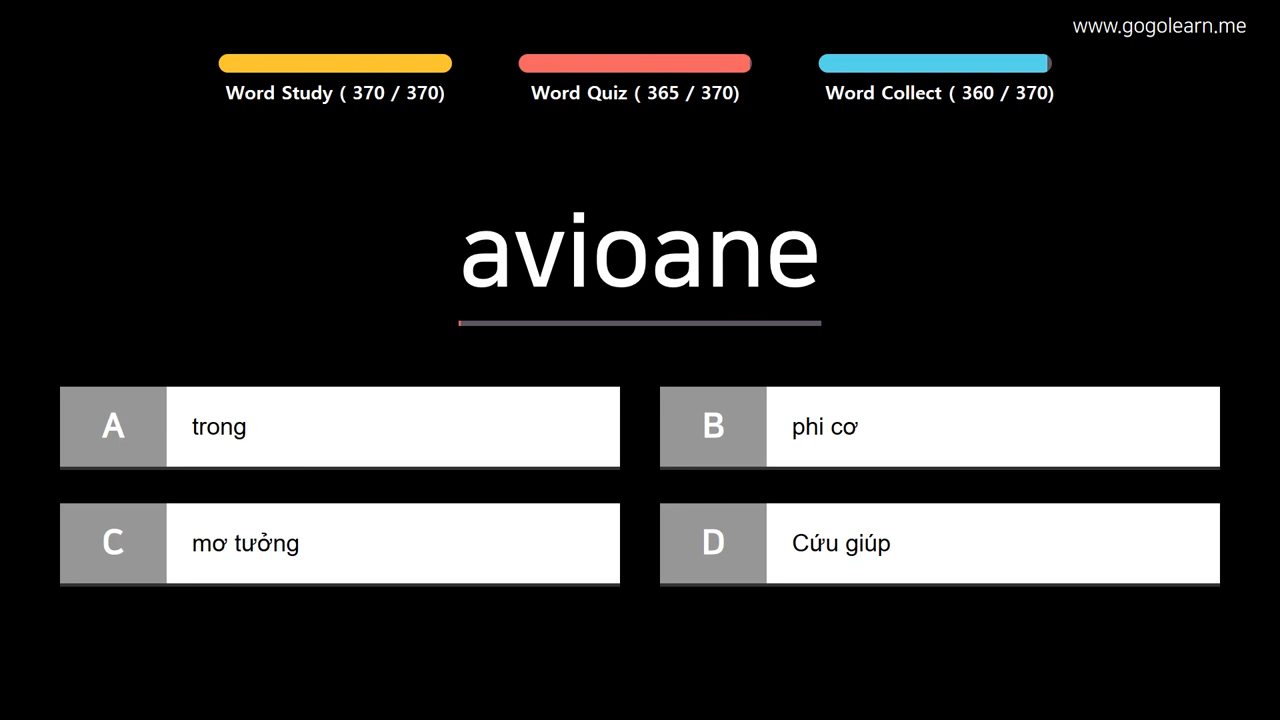 www.gogolearn.me
Word Study ( 370 / 370)
Word Quiz ( 365 / 370)
Word Collect ( 360 / 370)
avioane
A trong
B phi cơ
C mơ tưởng
D Cứu giúp